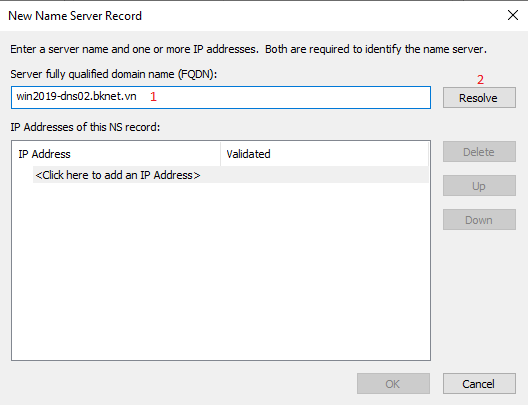 New Name Server Record
Enter a server name and one or more IP addresses. Both are required to identify the name server.
Server fully qualified domain name (FQDN):
2
win2019-dns02.bknet.vn 1
Resolve
IP Addresses of this NS record:
IP Address Validated
Delete
<Click here to add an IP Address>
Up
Down
OK Cancel